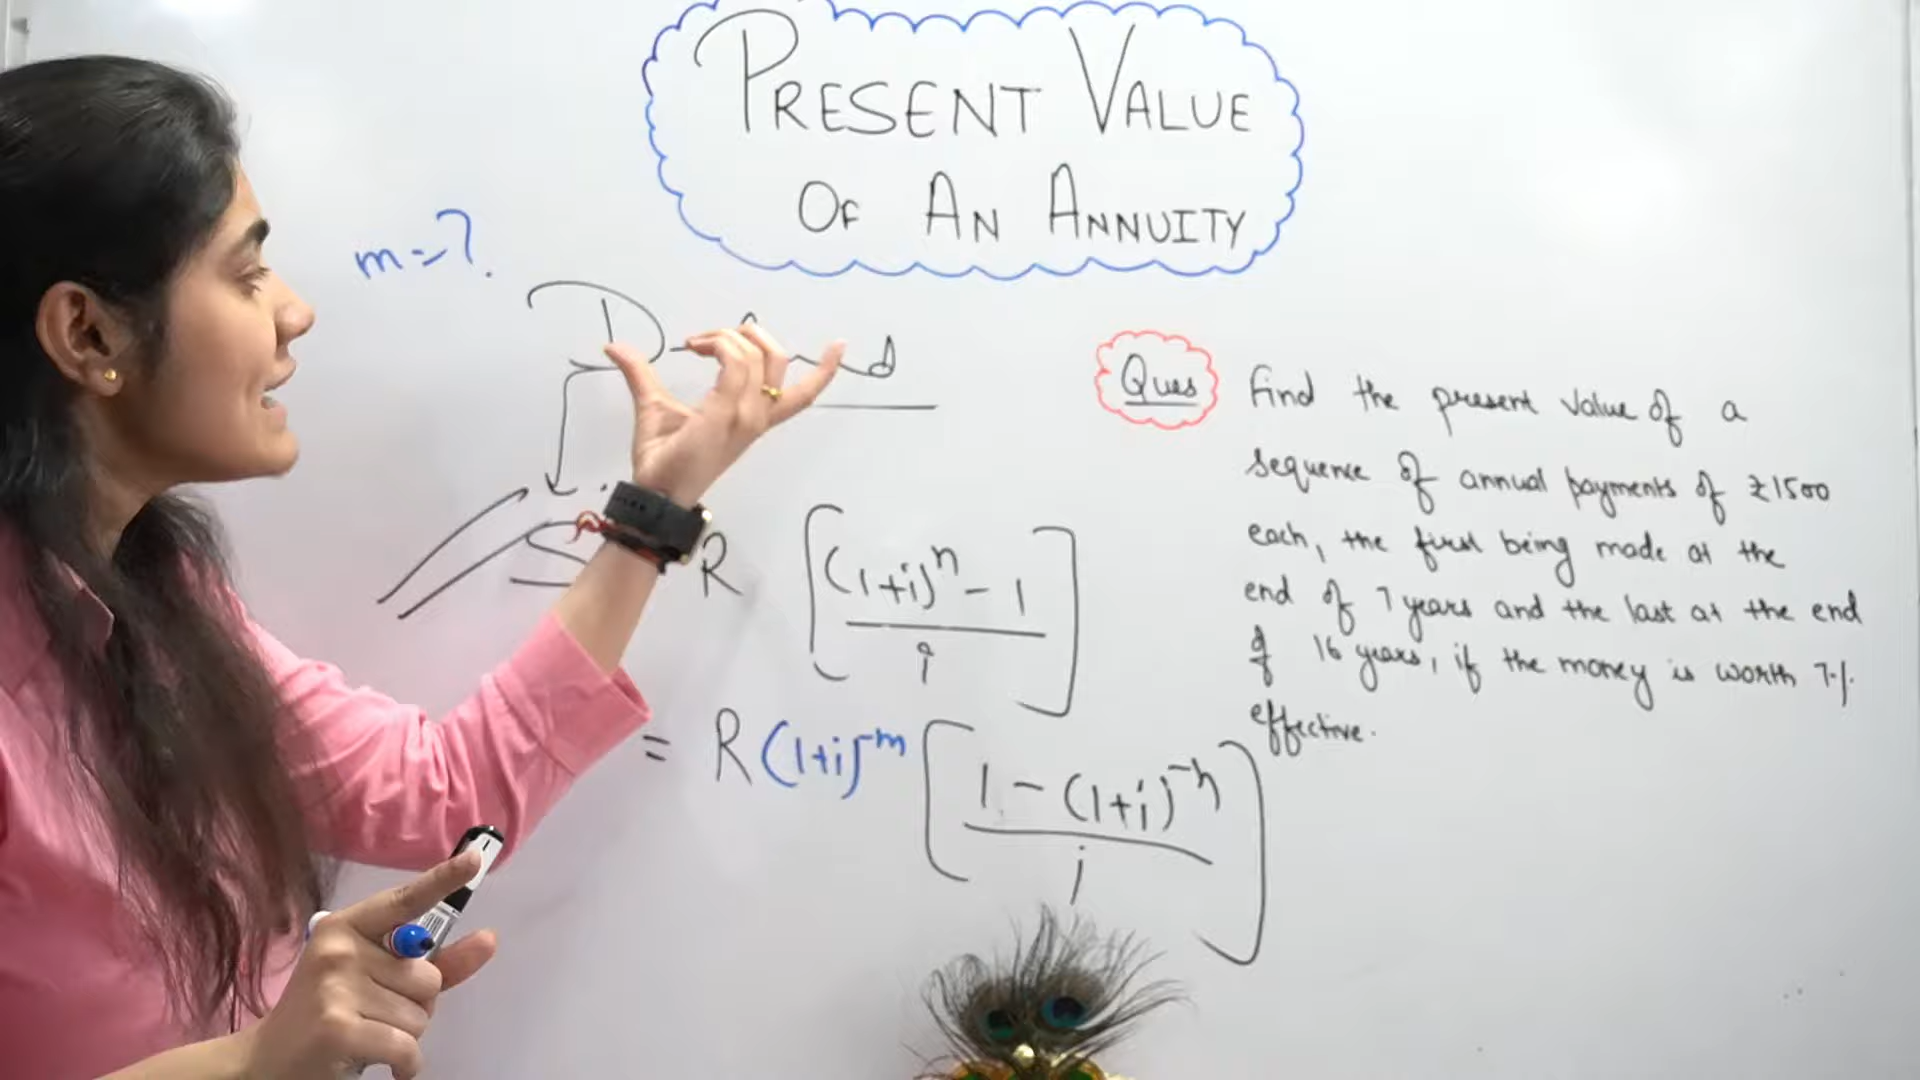 PRESENT VALUE
OF AN ANNUITY
m=?
R [(1+i)^n - 1 / i]
= R(1+i)^-m [1 - (1+i)^-n / i]
Ques Find the present value of a
sequence of annual payments of ₹1500
each, the first being made at the
end of 7 years and the last at the end
of 16 years, if the money is worth 7%
effective.